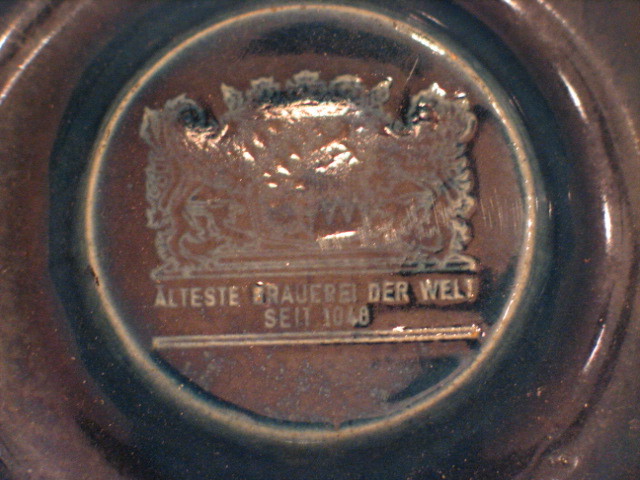 ÄLTESTE BRAUEREI DER WELT
SEIT 1040